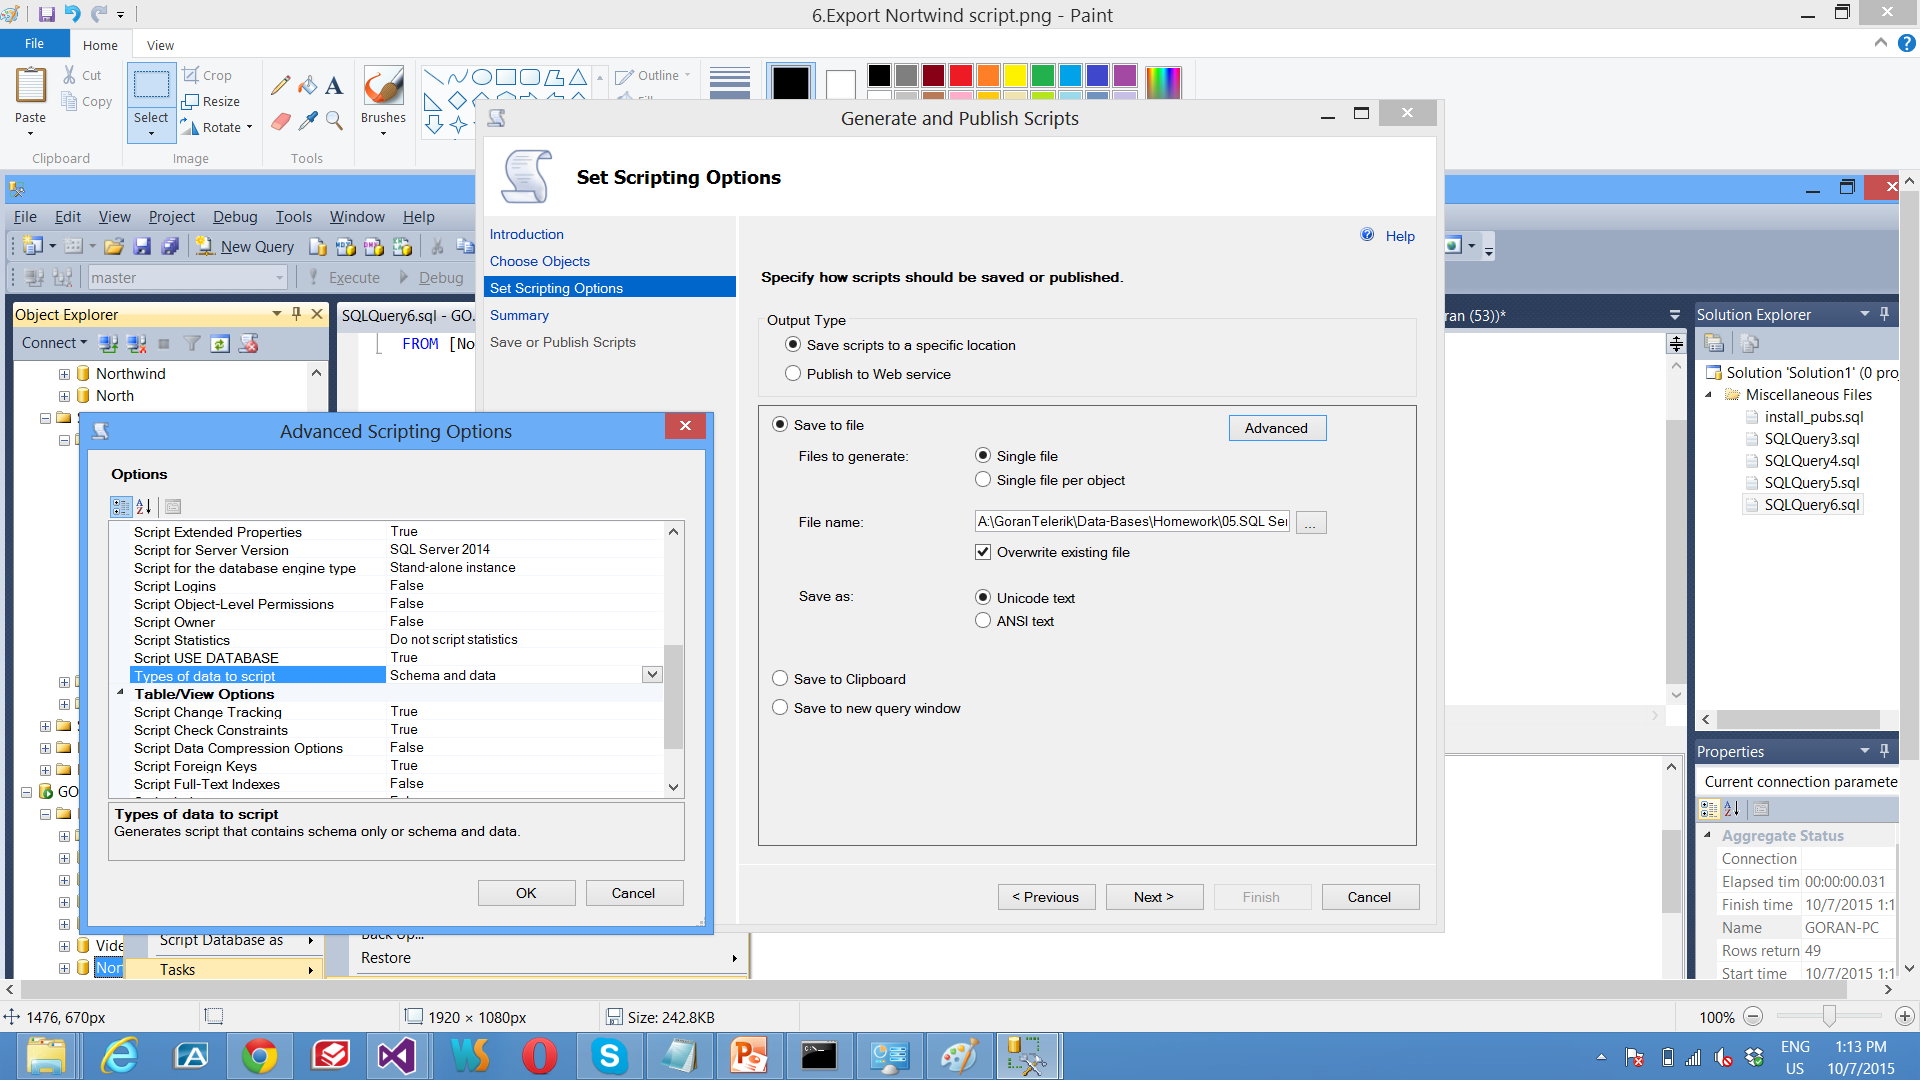 6.Export Nortwind script.png - Paint
File
Home
View
Cut
Copy
Paste
Clipboard
Select
Crop
Resize
Rotate
Image
Tools
Brushes
Outline
Generate and Publish Scripts
Set Scripting Options
Introduction
Choose Objects
Set Scripting Options
Summary
Save or Publish Scripts
Help
Specify how scripts should be saved or published.
Output Type
Save scripts to a specific location
Publish to Web service
Save to file
Advanced
Files to generate:
Single file
Single file per object
File name:
A:\GoranTelerik\Data-Bases\Homework\05.SQL Ser
...
Overwrite existing file
Save as:
Unicode text
ANSI text
Save to Clipboard
Save to new query window
< Previous
Next >
Finish
Cancel
File Edit View Project Debug Tools Window Help
New Query
master
Execute
Debug
Object Explorer
Connect
Northwind
North
SQLQuery6.sql - GO.
FROM [No
ran (53))*
Advanced Scripting Options
Options
Script Extended Properties True
Script for Server Version SQL Server 2014
Script for the database engine type Stand-alone instance
Script Logins False
Script Object-Level Permissions False
Script Owner False
Script Statistics Do not script statistics
Script USE DATABASE True
Types of data to script Schema and data
Table/View Options
Script Change Tracking True
Script Check Constraints True
Script Data Compression Options False
Script Foreign Keys True
Script Full-Text Indexes False
Types of data to script
Generates script that contains schema only or schema and data.
OK
Cancel
GO
Vide
Nor
Script Database as
Tasks
Restore
Solution Explorer
Solution 'Solution1' (0 proj
Miscellaneous Files
install_pubs.sql
SQLQuery3.sql
SQLQuery4.sql
SQLQuery5.sql
SQLQuery6.sql
Properties
Current connection paramete
Aggregate Status
Connection
Elapsed tim 00:00:00.031
Finish time 10/7/2015 1:1
Name GORAN-PC
Rows return 49
Start time 10/7/2015 1:1
1476, 670px
1920 × 1080px
Size: 242.8KB
100%
ENG
US
1:13 PM
10/7/2015